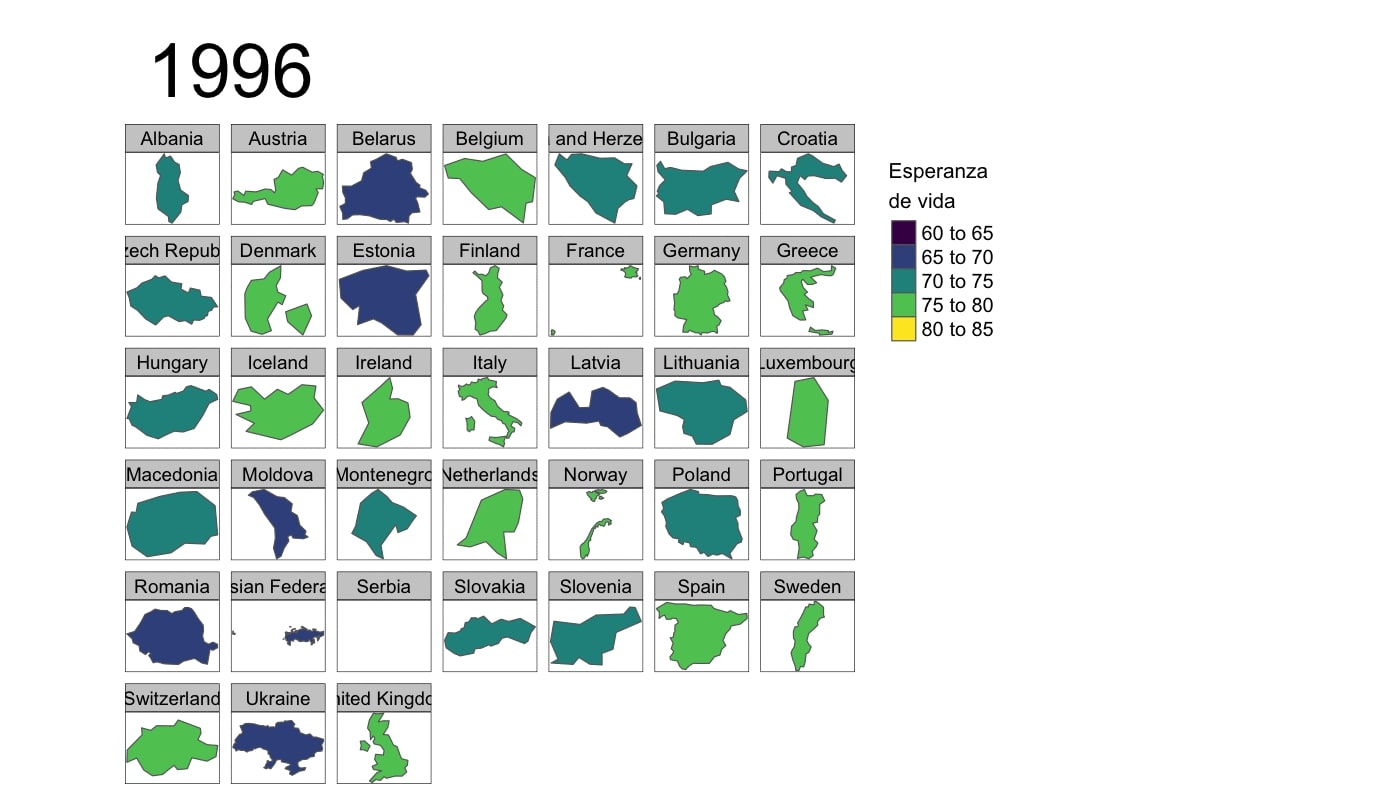 1996
Albania Austria Belarus Belgium and Herze Bulgaria Croatia
Esperanza
de vida
60 to 65
65 to 70
70 to 75
75 to 80
80 to 85
zech Repub Denmark Estonia Finland France Germany Greece
Hungary Iceland Ireland Italy Latvia Lithuania Luxembourg
Macedonia Moldova Montenegro Netherlands Norway Poland Portugal
Romania sian Federa Serbia Slovakia Slovenia Spain Sweden
Switzerland Ukraine nited Kingdo